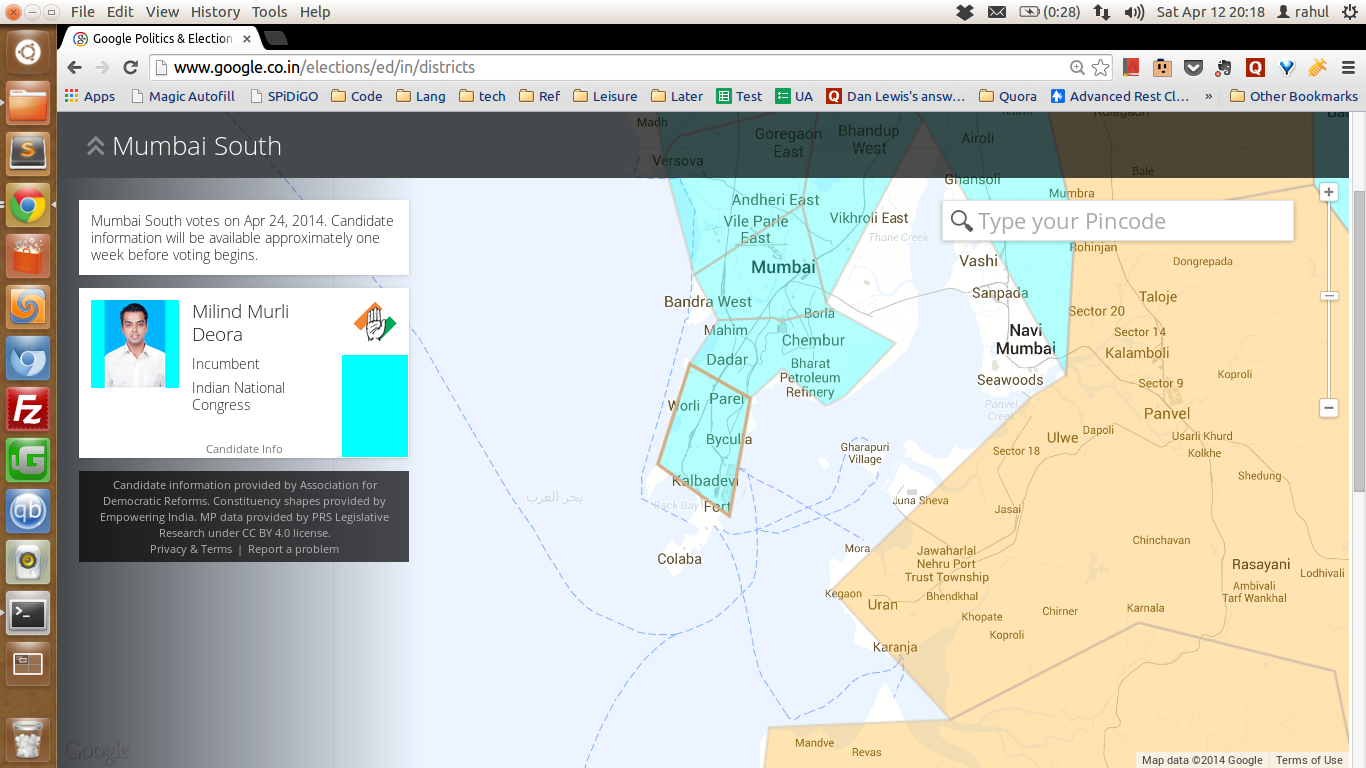 File Edit View History Tools Help
(0:28) Sat Apr 12 20:18 rahul
Google Politics & Election
www.google.co.in/elections/ed/in/districts
Apps Magic Autofill SPiDiGO Code Lang tech Ref Leisure Later Test UA Dan Lewis's answ... Quora Advanced Rest Cl... » Other Bookmarks
Mumbai South
Mumbai South votes on Apr 24, 2014. Candidate
information will be available approximately one
week before voting begins.
Milind Murli
Deora
Incumbent
Indian National
Congress
Candidate Info
Candidate information provided by Association for
Democratic Reforms. Constituency shapes provided by
Empowering India. MP data provided by PRS Legislative
Research under CC BY 4.0 license.
Privacy & Terms | Report a problem
Type your Pincode
Madh
Goregaon
East
Bhandup
West
Airoli
Versova
Bale
Ghansoli
Mumbra
Andheri East
Vile Parle
East
Vikhroli East
Thane Creek
Rohinjan
Vashi
Dongrepada
Mumbai
Sanpada
Taloje
Bandra West
Borla
Sector 20
Mahim
Chembur
Navi
Mumbai
Sector 14
Kalamboli
Dadar
Bharat
Petroleum
Refinery
Seawoods
Sector 9
Koproli
Worli
Parel
Panvel
Creek
Panvel
Byculla
Gharapuri
Village
Ulwe
Dapoli
Usarli Khurd
Kolkhe
Sector 18
Kalbadevi
Shedung
بحر العرب
Back Bay
Fort
Juna Sheva
Jasai
Colaba
Mora
Jawaharlal
Nehru Port
Trust Township
Chinchavan
Rasayani
Lodhivali
Kegaon
Uran
Bhendkhal
Ambivali
Tarf Wankhal
Khopate
Chirner
Karnala
Koproli
Karanja
Mandve
Revas
Google
Map data ©2014 Google Terms of Use